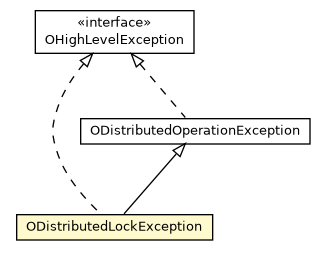 «interface»
OHighLevelException
ODistributedOperationException
ODistributedLockException